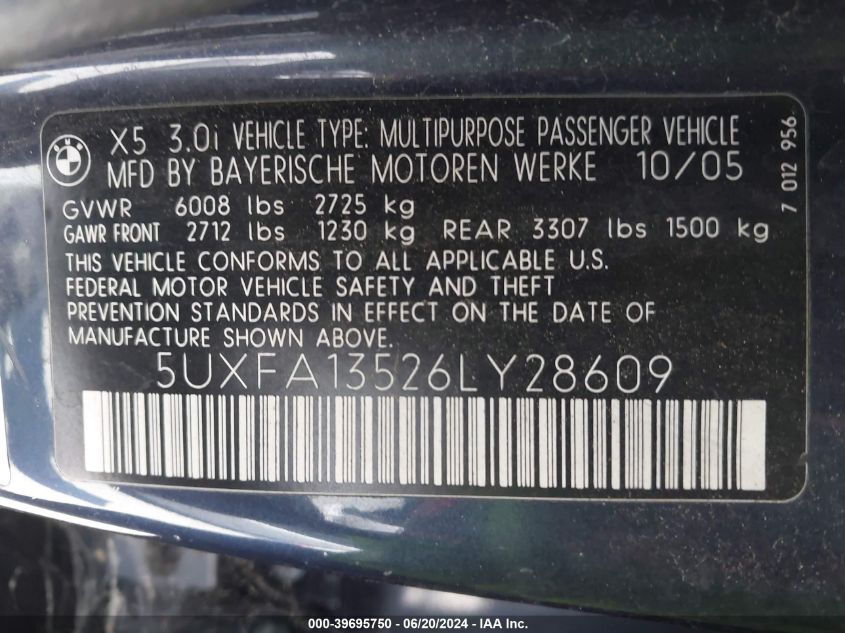 BMW
X5 3.0i VEHICLE TYPE: MULTIPURPOSE PASSENGER VEHICLE
MFD BY BAYERISCHE MOTOREN WERKE 10/05
GVWR 6008 lbs 2725 kg
GAWR FRONT 2712 lbs 1230 kg REAR 3307 lbs 1500 kg
THIS VEHICLE CONFORMS TO ALL APPLICABLE U.S.
FEDERAL MOTOR VEHICLE SAFETY AND THEFT
PREVENTION STANDARDS IN EFFECT ON THE DATE OF
MANUFACTURE SHOWN ABOVE.
5UXFA13526LY28609
7 012 956
000-39695750 - 06/20/2024 - IAAI.com